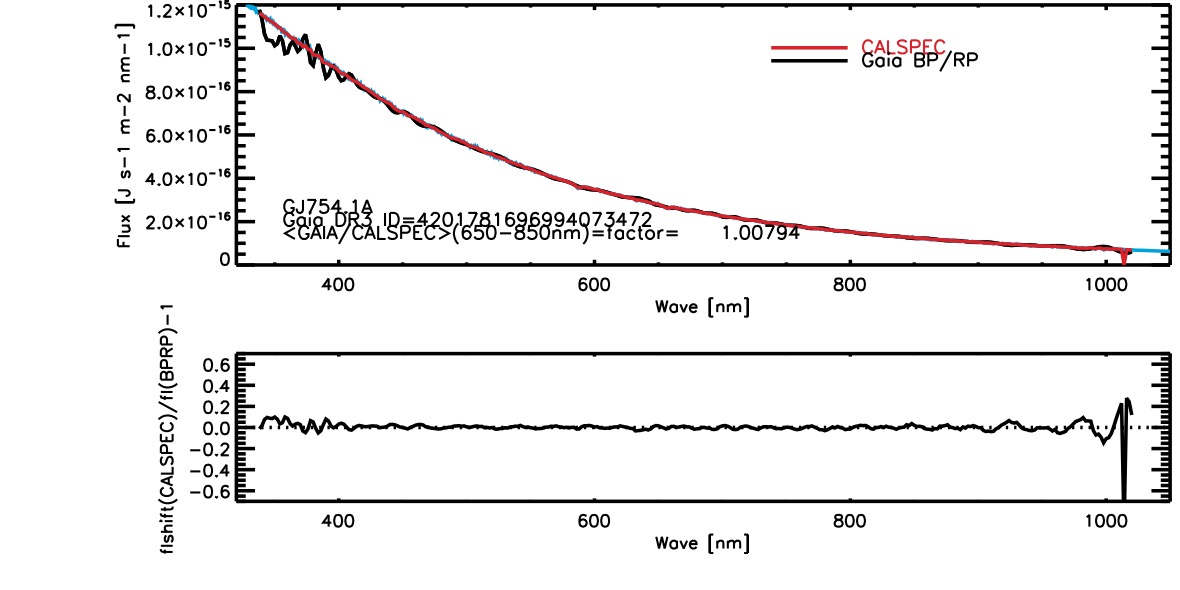 1.2×10⁻¹⁵
1.0×10⁻¹⁵
8.0×10⁻¹⁶
6.0×10⁻¹⁶
4.0×10⁻¹⁶
2.0×10⁻¹⁶
0
Flux [J s−1 m−2 nm−1]
CALSPEC
Gaia BP/RP
GJ754.1A
Gaia DR3 ID=4201781696994073472
<GAIA/CALSPEC>(650−850nm)=factor= 1.00794
400 600 800 1000
Wave [nm]
flshift(CALSPEC)/fl(BPRP)−1
0.6
0.4
0.2
0.0
−0.2
−0.4
−0.6
400 600 800 1000
Wave [nm]